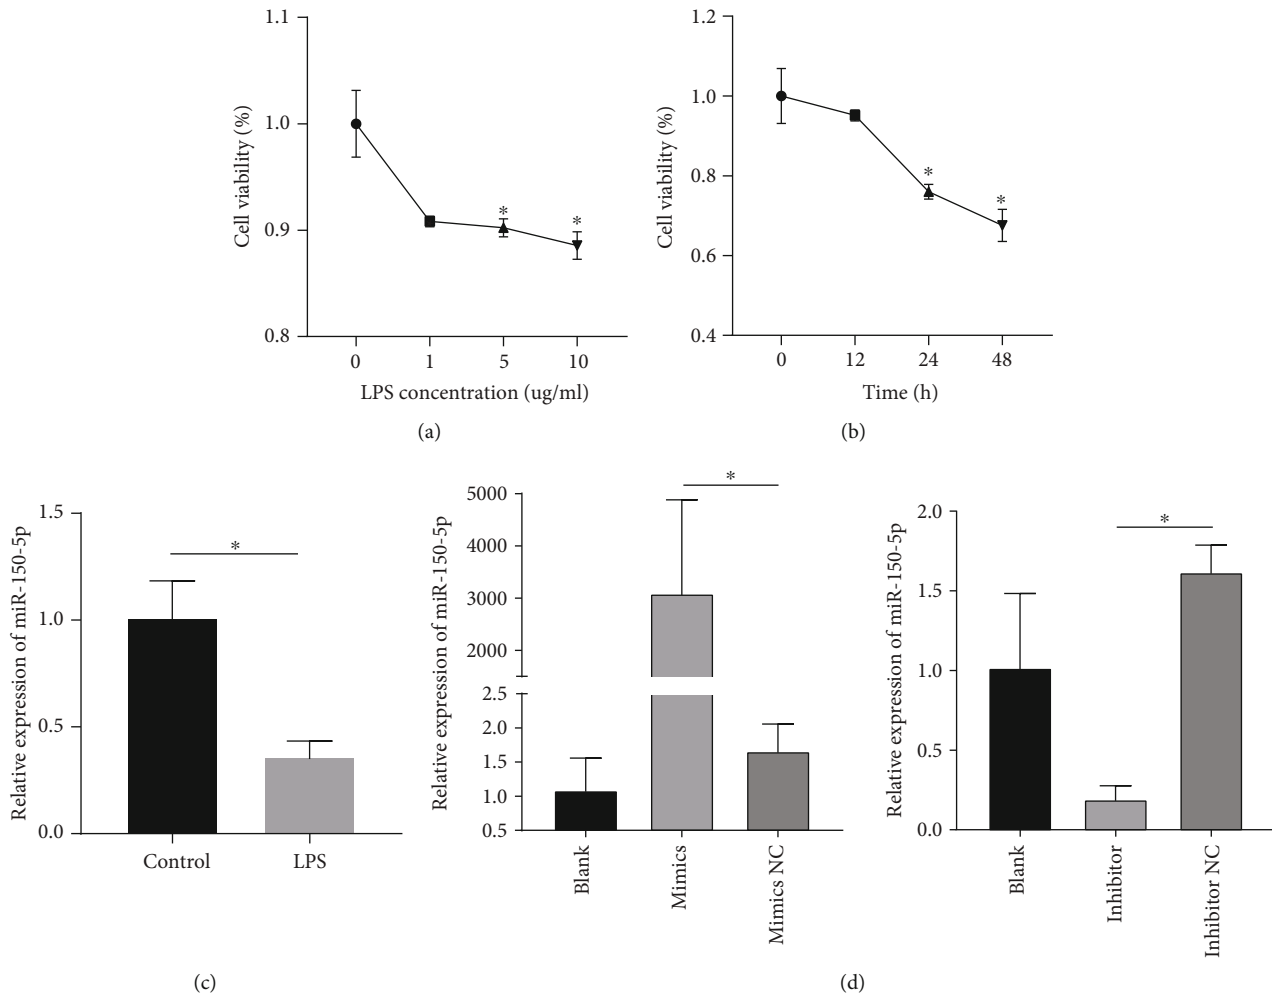 1.1
1.0
0.9
0.8
Cell viability (%)
*
*
0 1 5 10
LPS concentration (ug/ml)
(a)
1.2
1.0
0.8
0.6
0.4
Cell viability (%)
*
*
0 12 24 48
Time (h)
(b)
1.5
1.0
0.5
0.0
Relative expression of miR-150-5p
*
Control LPS
(c)
5000
4000
3000
2000
2.5
2.0
1.5
1.0
0.5
Relative expression of miR-150-5p
*
Blank
Mimics
Mimics NC
2.0
1.5
1.0
0.5
0.0
Relative expression of miR-150-5p
*
Blank
Inhibitor
Inhibitor NC
(d)